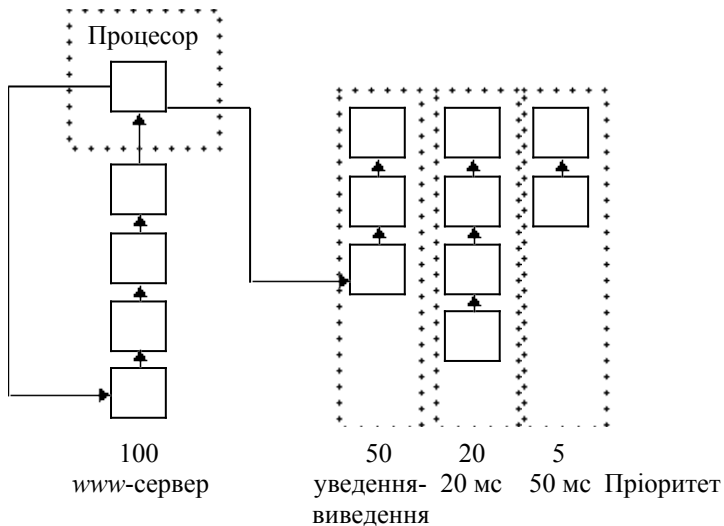 Процесор
100 50 20 5
www-сервер уведення- 20 мс 50 мс Пріоритет
виведення